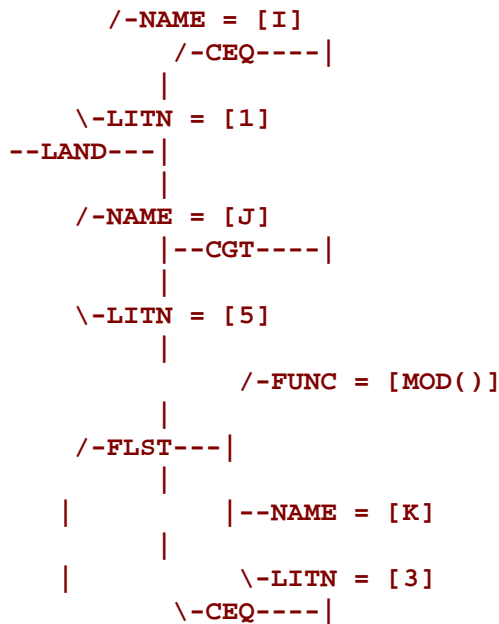 /-NAME = [I]
/-CEQ----|
|
\-LITN = [1]
--LAND---|
|
/-NAME = [J]
|--CGT----|
|
\-LITN = [5]
|
/-FUNC = [MOD()]
|
/-FLST---|
|
| |--NAME = [K]
|
| \-LITN = [3]
\-CEQ----|